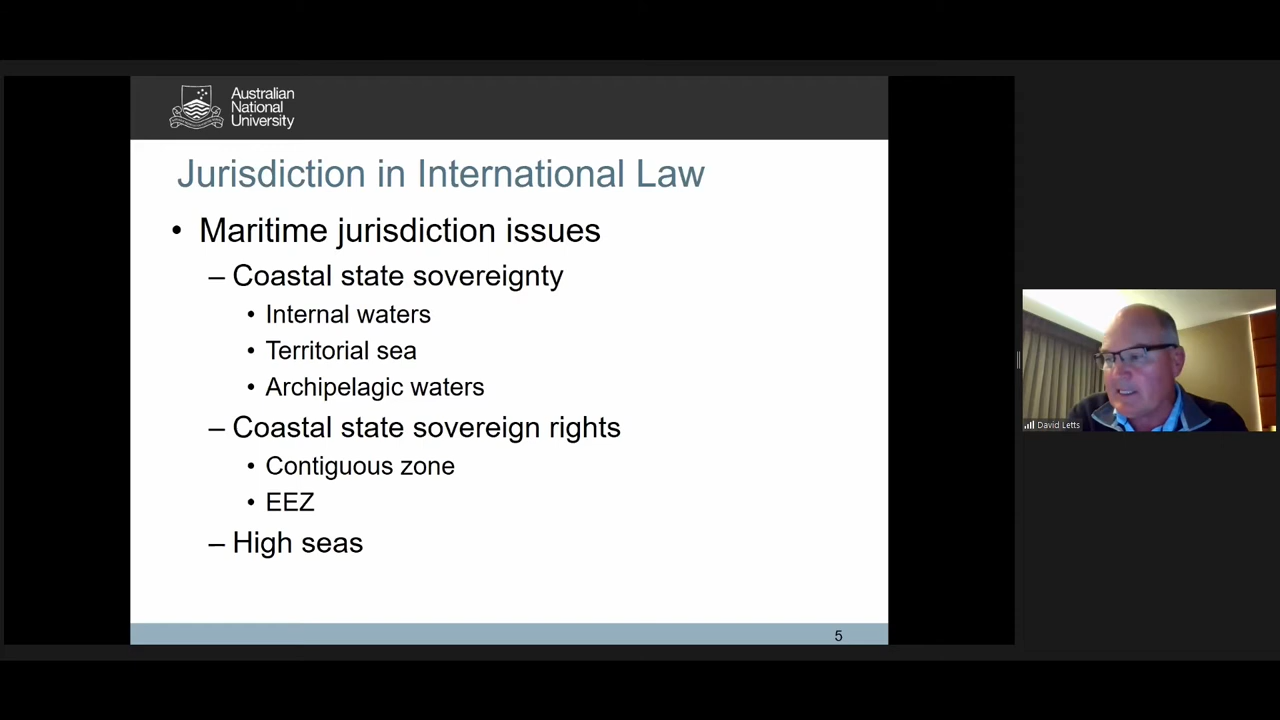 Australian
National
University
Jurisdiction in International Law
• Maritime jurisdiction issues
– Coastal state sovereignty
• Internal waters
• Territorial sea
• Archipelagic waters
– Coastal state sovereign rights
• Contiguous zone
• EEZ
– High seas
5
David Letts